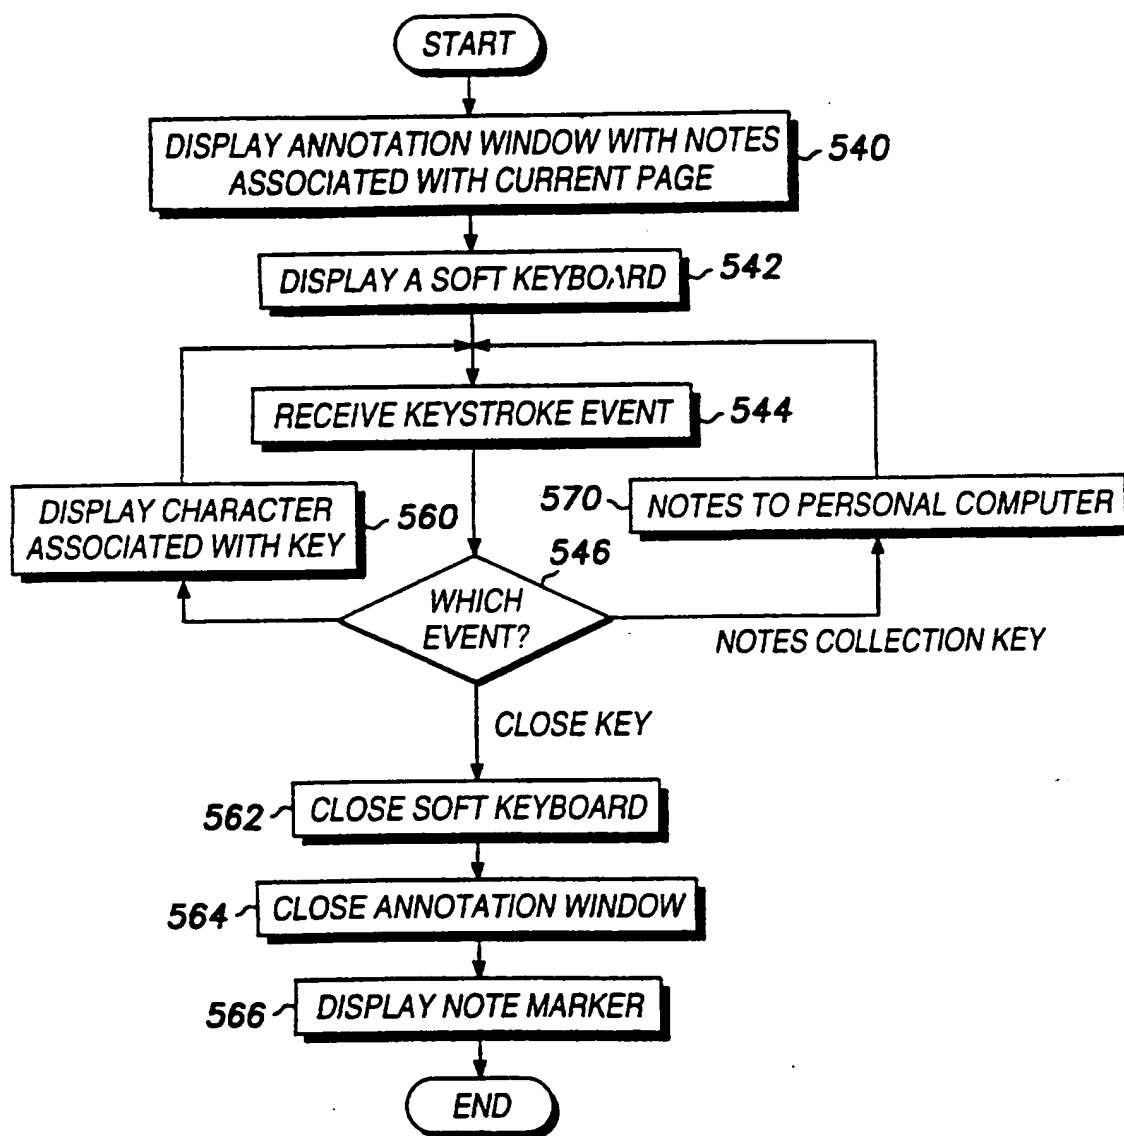 START
DISPLAY ANNOTATION WINDOW WITH NOTES
ASSOCIATED WITH CURRENT PAGE
540
DISPLAY A SOFT KEYBOARD
542
RECEIVE KEYSTROKE EVENT
544
DISPLAY CHARACTER
ASSOCIATED WITH KEY
560
570
NOTES TO PERSONAL COMPUTER
546
WHICH
EVENT?
NOTES COLLECTION KEY
CLOSE KEY
562
CLOSE SOFT KEYBOARD
564
CLOSE ANNOTATION WINDOW
566
DISPLAY NOTE MARKER
END